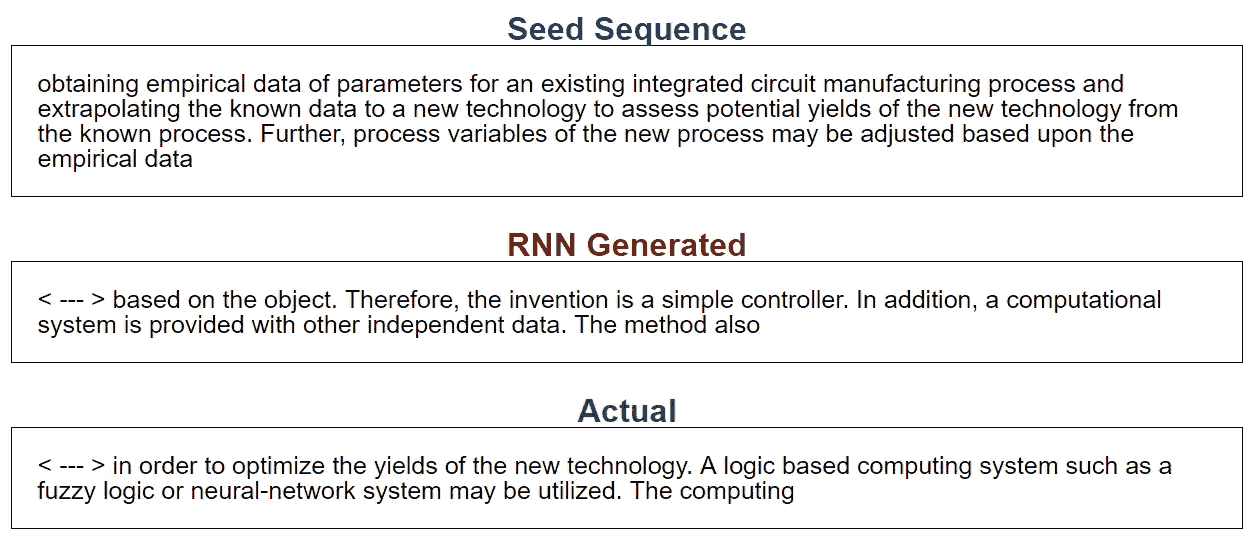 Seed Sequence
obtaining empirical data of parameters for an existing integrated circuit manufacturing process and
extrapolating the known data to a new technology to assess potential yields of the new technology from
the known process. Further, process variables of the new process may be adjusted based upon the
empirical data
RNN Generated
< --- > based on the object. Therefore, the invention is a simple controller. In addition, a computational
system is provided with other independent data. The method also
Actual
< --- > in order to optimize the yields of the new technology. A logic based computing system such as a
fuzzy logic or neural-network system may be utilized. The computing